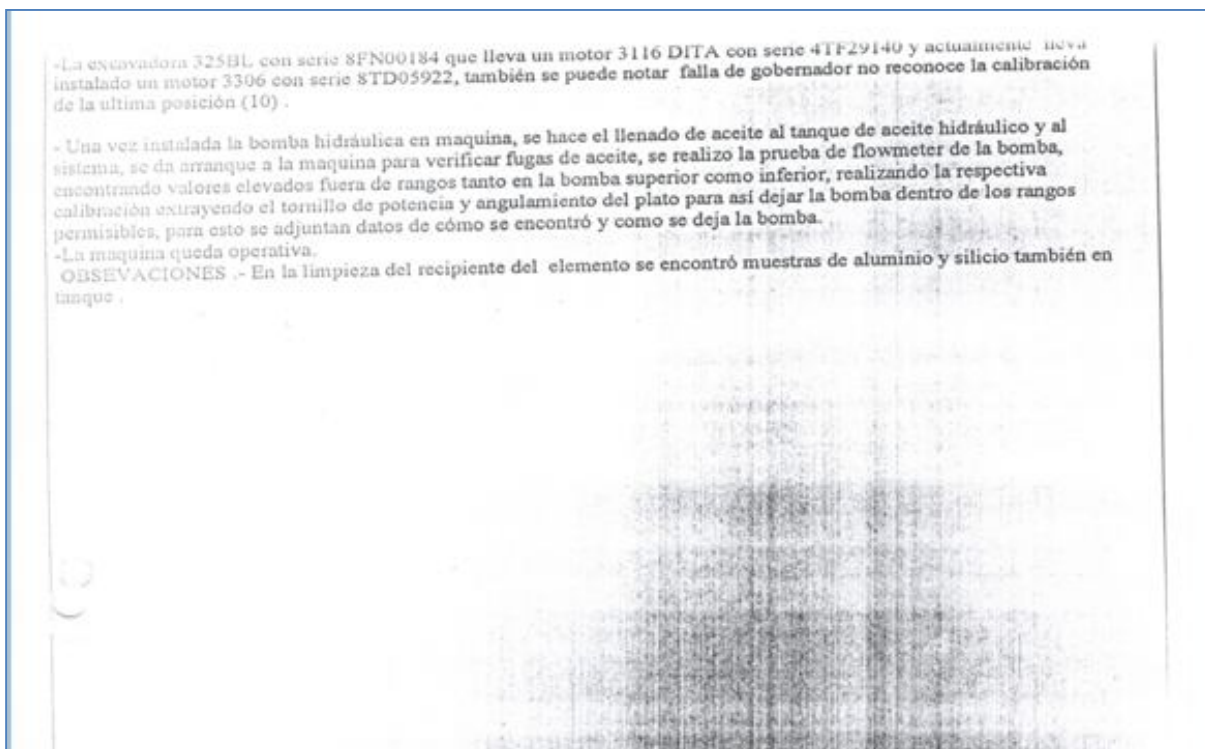 -La excavadora 325BL con serie 8FN00184 que lleva un motor 3116 DITA con serie 4TF29140 y actualmente lleva
instalado un motor 3306 con serie 8TD05922, también se puede notar falla de gobernador no reconoce la calibración
de la ultima posición (10) .
- Una vez instalada la bomba hidráulica en maquina, se hace el llenado de aceite al tanque de aceite hidráulico y al
sistema, se da arranque a la maquina para verificar fugas de aceite, se realizo la prueba de flowmeter de la bomba,
encontrando valores elevados fuera de rangos tanto en la bomba superior como inferior, realizando la respectiva
calibración extrayendo el tornillo de potencia y angulamiento del plato para así dejar la bomba dentro de los rangos
permisibles, para esto se adjuntan datos de cómo se encontró y como se deja la bomba.
-La maquina queda operativa.
OBSEVACIONES .- En la limpieza del recipiente del elemento se encontró muestras de aluminio y silicio también en
tanque .